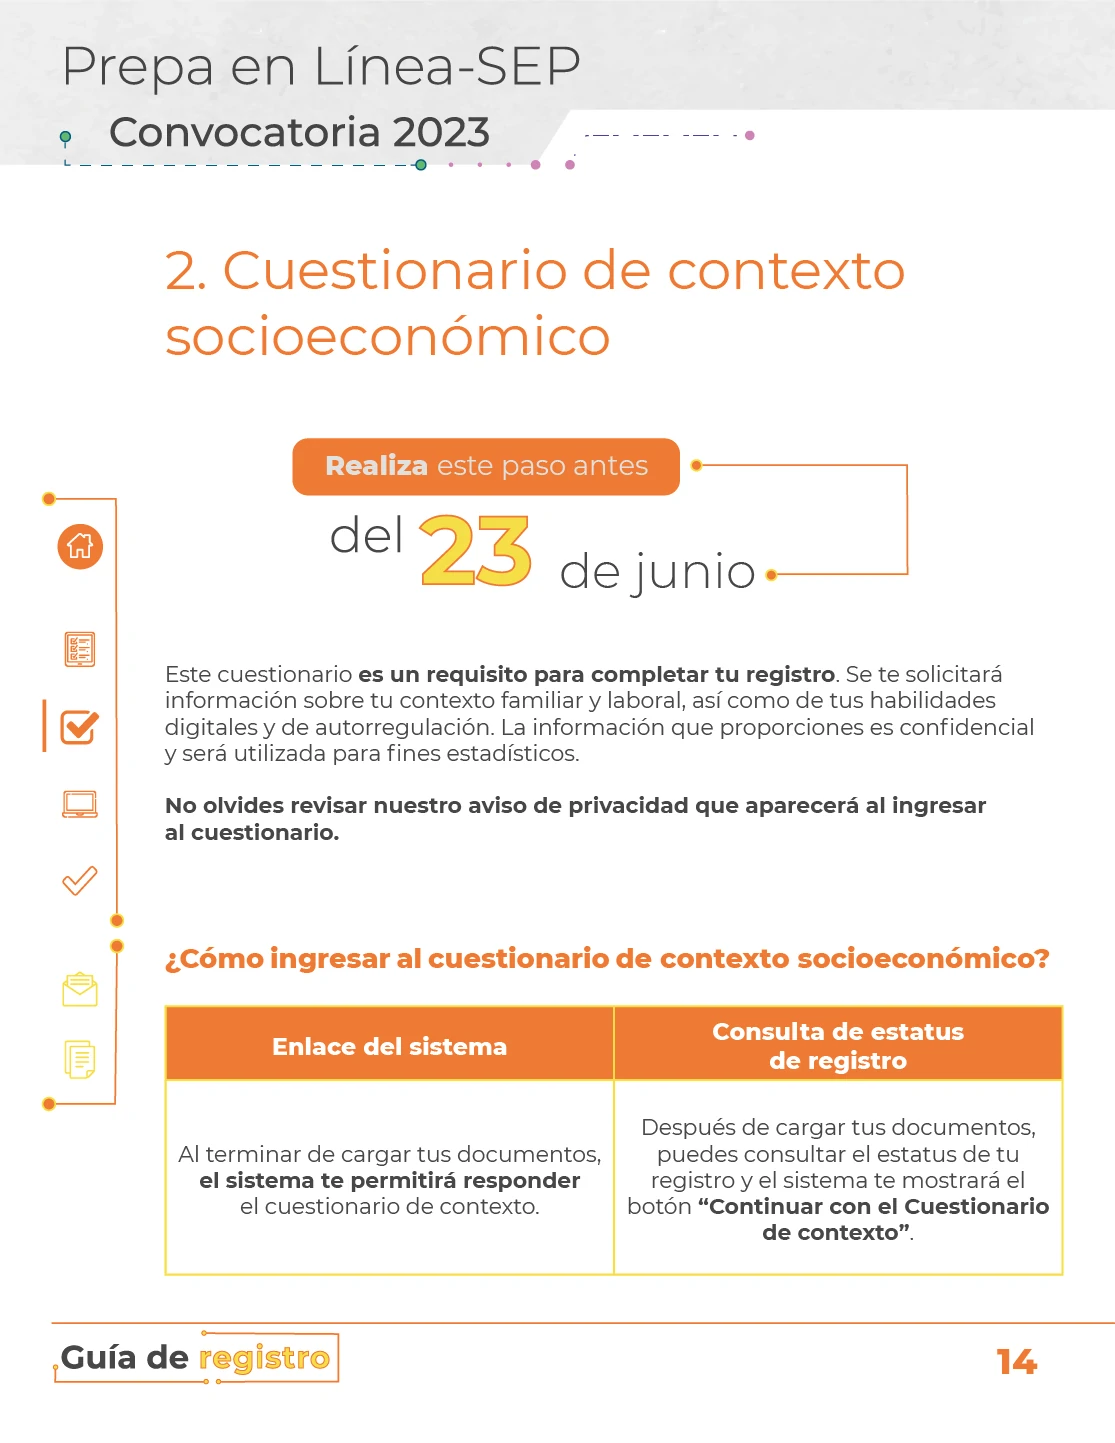 Prepa en Línea-SEP
Convocatoria 2023
2. Cuestionario de contexto
socioeconómico
Realiza este paso antes
del 23 de junio
Este cuestionario es un requisito para completar tu registro. Se te solicitará
información sobre tu contexto familiar y laboral, así como de tus habilidades
digitales y de autorregulación. La información que proporciones es confidencial
y será utilizada para fines estadísticos.
No olvides revisar nuestro aviso de privacidad que aparecerá al ingresar
al cuestionario.
¿Cómo ingresar al cuestionario de contexto socioeconómico?
Enlace del sistema
Al terminar de cargar tus documentos,
el sistema te permitirá responder
el cuestionario de contexto.
Consulta de estatus
de registro
Después de cargar tus documentos,
puedes consultar el estatus de tu
registro y el sistema te mostrará el
botón “Continuar con el Cuestionario
de contexto”.
Guía de registro
14